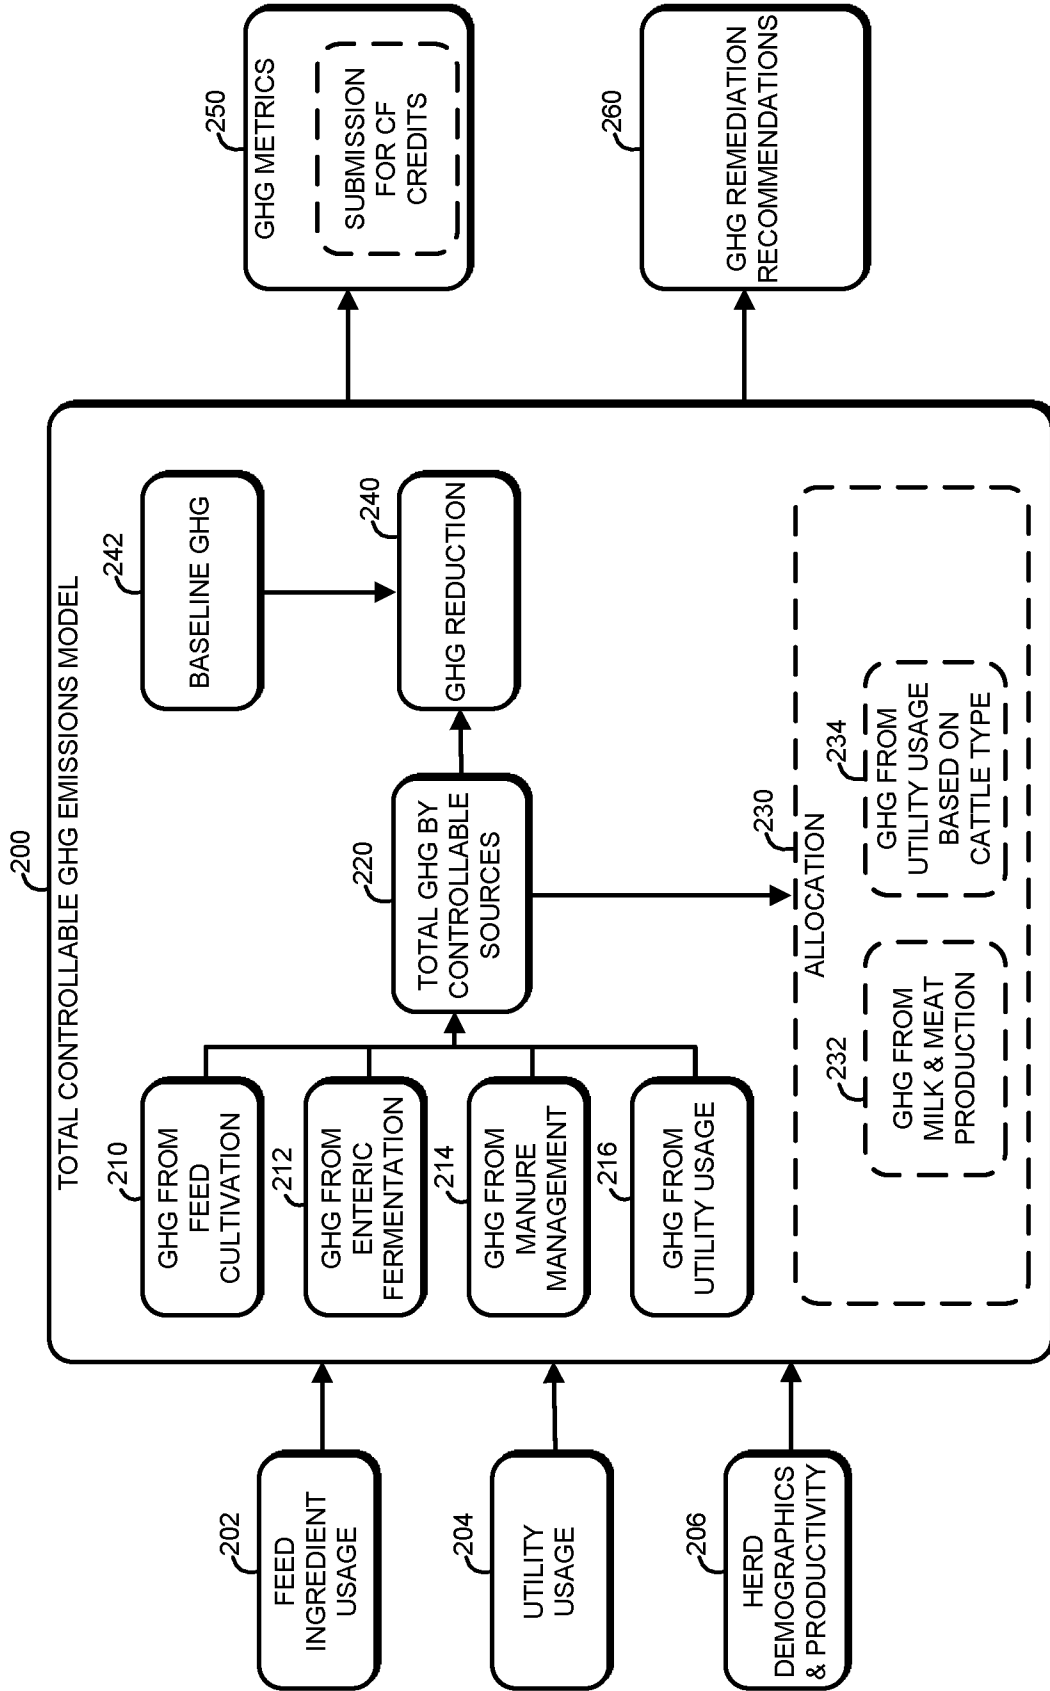 200
TOTAL CONTROLLABLE GHG EMISSIONS MODEL
202
FEED
INGREDIENT
USAGE
204
UTILITY
USAGE
206
HERD
DEMOGRAPHICS
& PRODUCTIVITY
210
GHG FROM
FEED
CULTIVATION
212
GHG FROM
ENTERIC
FERMENTATION
214
GHG FROM
MANURE
MANAGEMENT
216
GHG FROM
UTILITY USAGE
220
TOTAL GHG BY
CONTROLLABLE
SOURCES
242
BASELINE GHG
240
GHG REDUCTION
230
ALLOCATION
232
GHG FROM
MILK & MEAT
PRODUCTION
234
GHG FROM
UTILITY USAGE
BASED ON
CATTLE TYPE
250
GHG METRICS
SUBMISSION
FOR CF
CREDITS
260
GHG REMEDIATION
RECOMMENDATIONS